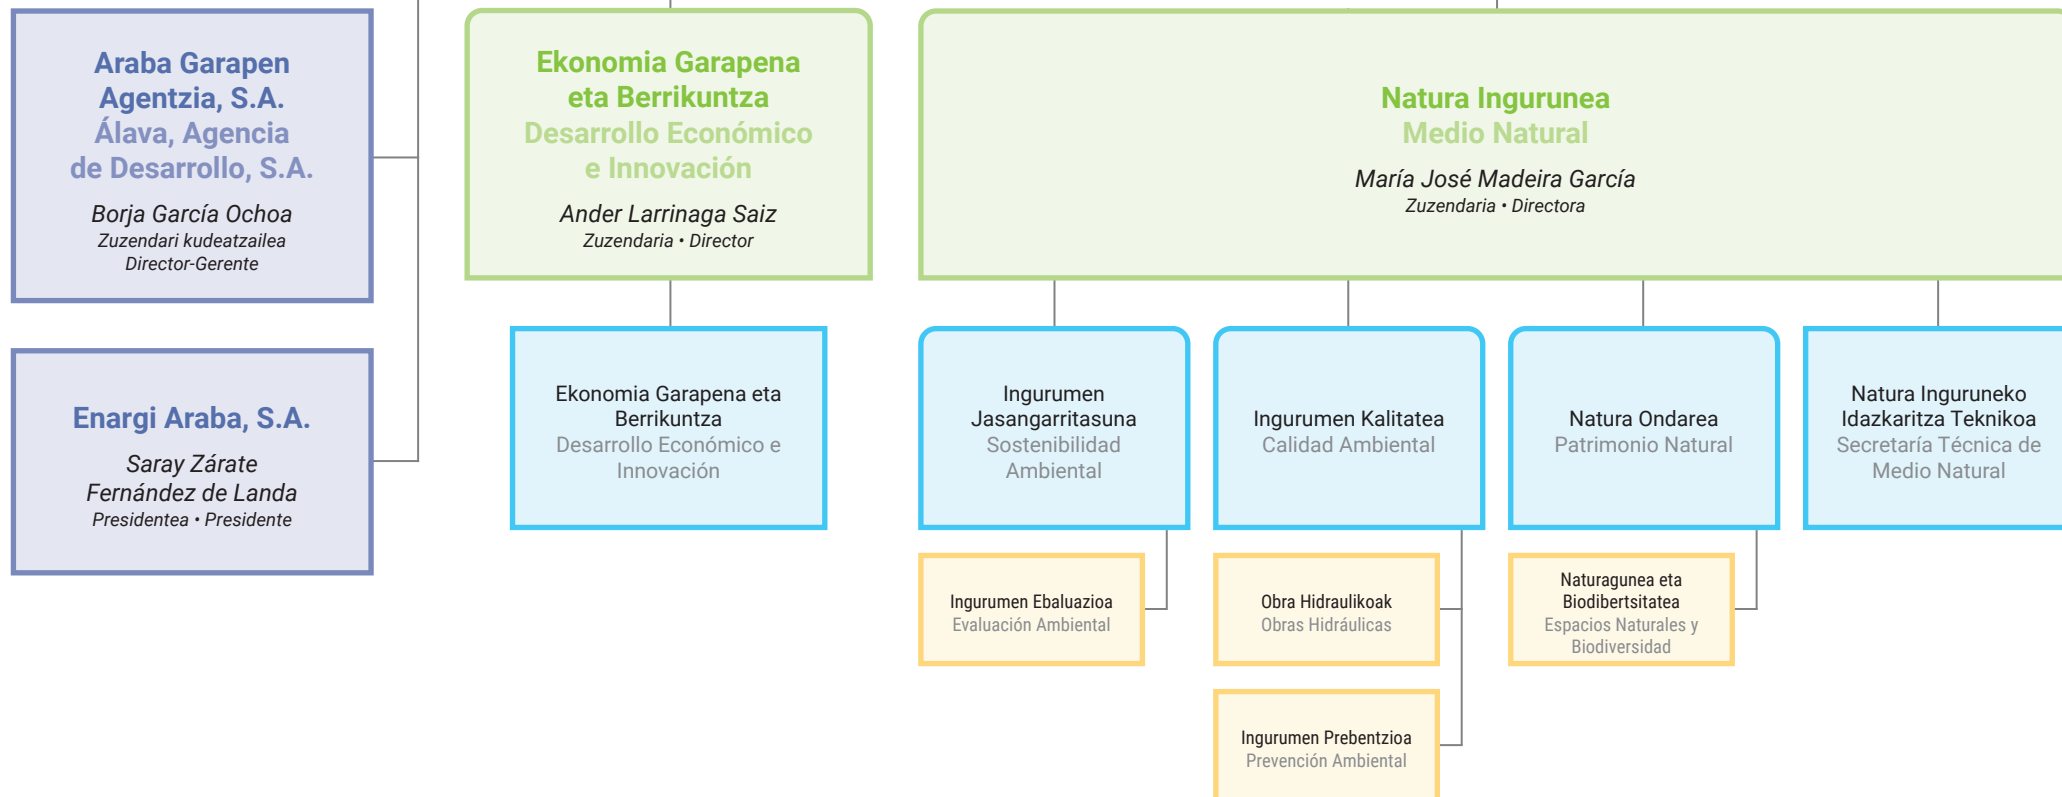 Araba Garapen
Agentzia, S.A.
Álava, Agencia
de Desarrollo, S.A.
Borja García Ochoa
Zuzendari kudeatzailea
Director-Gerente
Enargi Araba, S.A.
Saray Zárate
Fernández de Landa
Presidentea • Presidente
Ekonomia Garapena
eta Berrikuntza
Desarrollo Económico
e Innovación
Ander Larrinaga Saiz
Zuzendaria • Director
Ekonomia Garapena eta
Berrikuntza
Desarrollo Económico e
Innovación
Natura Ingurunea
Medio Natural
María José Madeira García
Zuzendaria • Directora
Ingurumen
Jasangarritasuna
Sostenibilidad
Ambiental
Ingurumen Ebaluazioa
Evaluación Ambiental
Ingurumen Kalitatea
Calidad Ambiental
Obra Hidraulikoak
Obras Hidráulicas
Ingurumen Prebentzioa
Prevención Ambiental
Natura Ondarea
Patrimonio Natural
Naturagunea eta
Biodibertsitatea
Espacios Naturales y
Biodiversidad
Natura Inguruneko
Idazkaritza Teknikoa
Secretaría Técnica de
Medio Natural